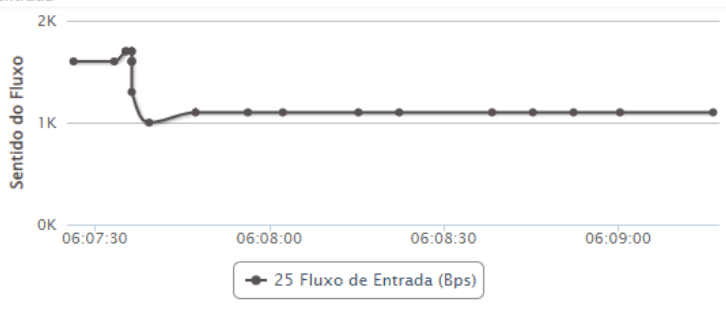 2K
Sentido do Fluxo
1K
0K
06:07:30 06:08:00 06:08:30 06:09:00
25 Fluxo de Entrada (Bps)